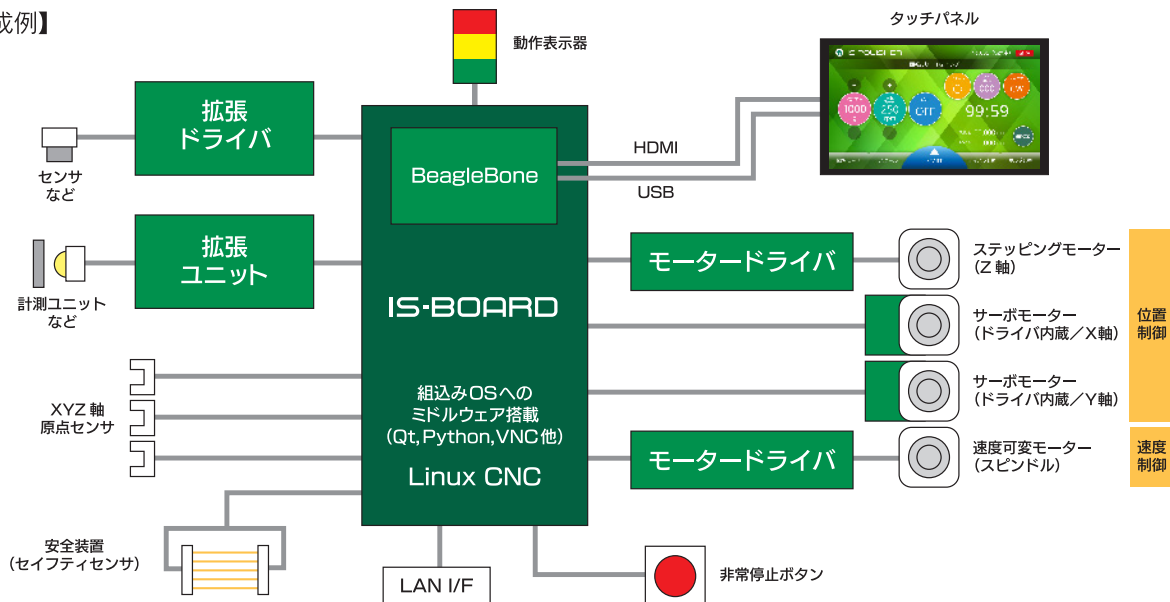 成例】
動作表示器
タッチパネル
拡張
ドライバ
センサ
など
BeagleBone
HDMI
USB
IS POLISHER
1000
250
OFF
CCC
CW
99:59
拡張
ユニット
計測ユニット
など
IS-BOARD
モータードライバ
ステッピングモーター
(Z 軸)
サーボモーター
(ドライバ内蔵/X軸)
位置
制御
サーボモーター
(ドライバ内蔵/Y軸)
XYZ 軸
原点センサ
組込みOSへの
ミドルウェア搭載
(Qt,Python,VNC他)
Linux CNC
モータードライバ
速度可変モーター
(スピンドル)
速度
制御
安全装置
(セイフティセンサ)
LAN I/F
非常停止ボタン